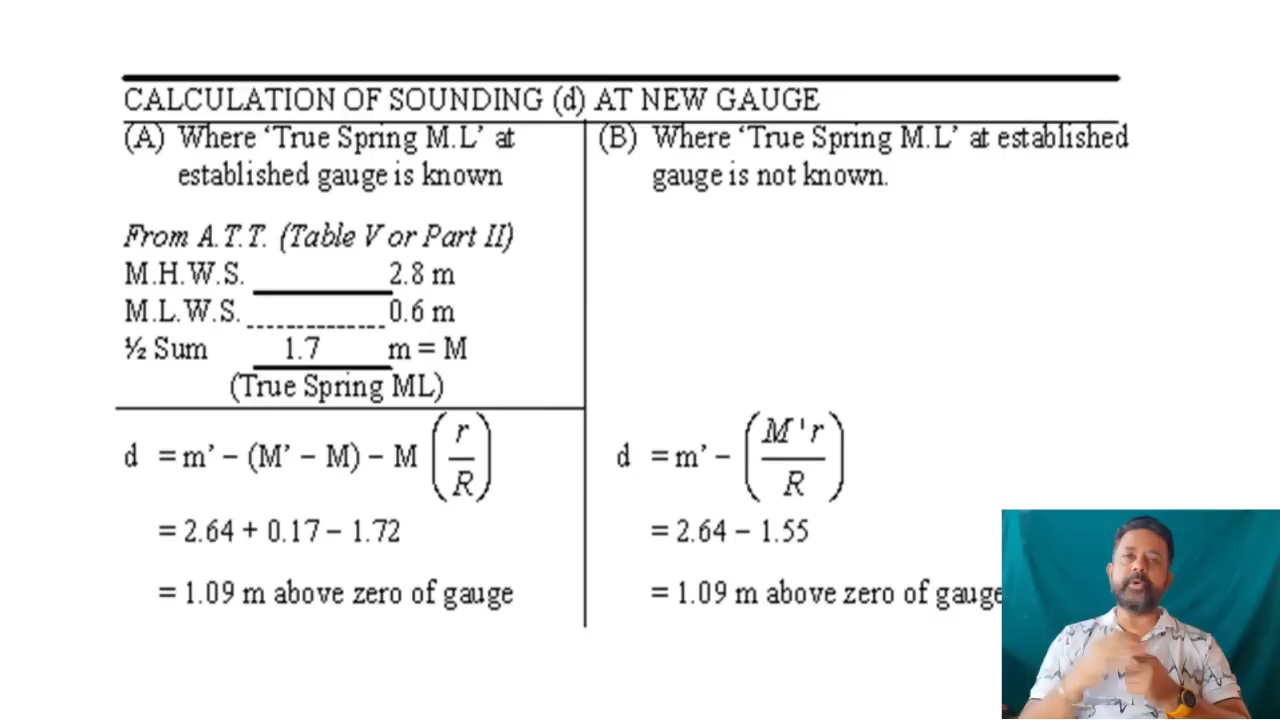 CALCULATION OF SOUNDING (d) AT NEW GAUGE
(A) Where ‘True Spring M.L’ at
established gauge is known
From A.T.T. (Table V or Part II)
M.H.W.S. ________ 2.8 m
M.L.W.S. -------------- 0.6 m
½ Sum 1.7 m = M
(True Spring ML)
d = m’ – (M’ – M) – M (r/R)
= 2.64 + 0.17 – 1.72
= 1.09 m above zero of gauge
(B) Where ‘True Spring M.L’ at established
gauge is not known.
d = m’ – (M'r/R)
= 2.64 – 1.55
= 1.09 m above zero of gauge